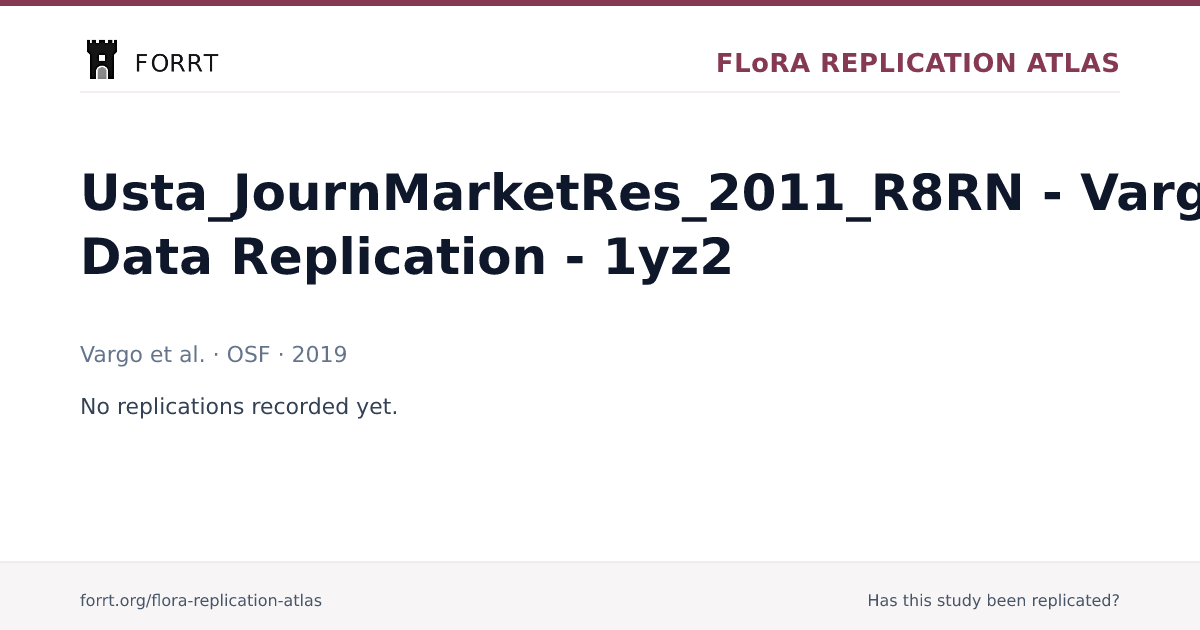 FORRT
FLoRA REPLICATION ATLAS
Usta_JournMarketRes_2011_R8RN - Varg
Data Replication - 1yz2
Vargo et al. · OSF · 2019
No replications recorded yet.
forrt.org/flora-replication-atlas
Has this study been replicated?